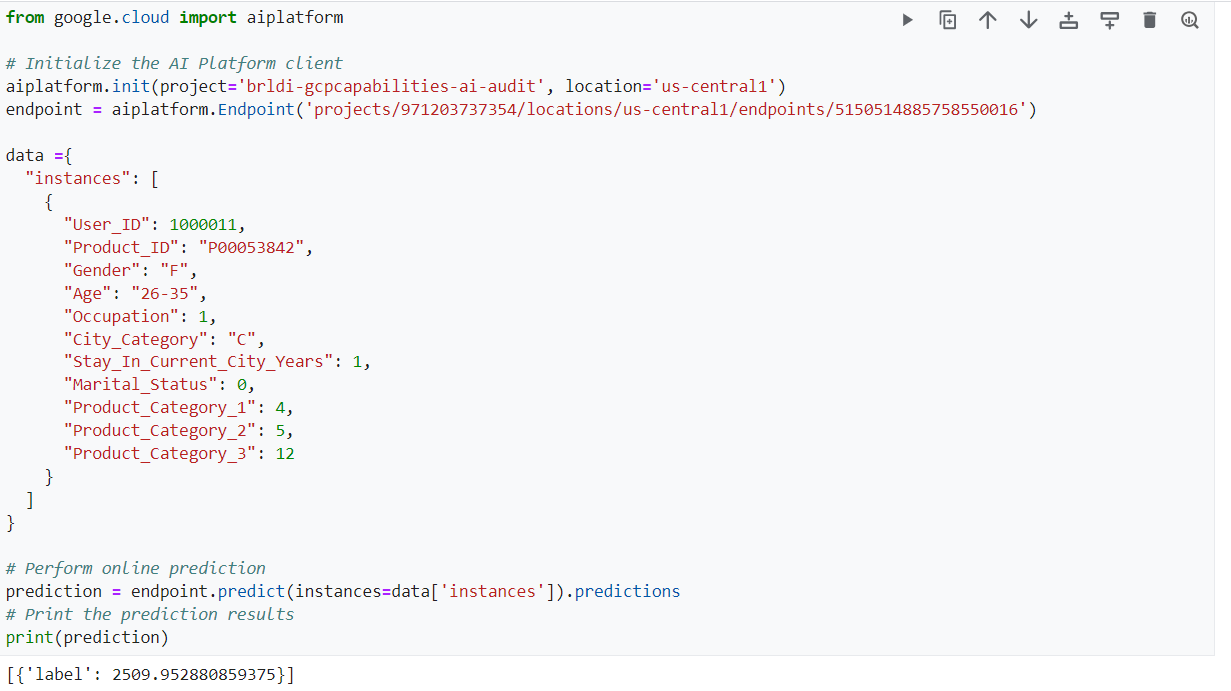 from google.cloud import aiplatform
# Initialize the AI Platform client
aiplatform.init(project='brldi-gcpcapabilities-ai-audit', location='us-central1')
endpoint = aiplatform.Endpoint('projects/971203737354/locations/us-central1/endpoints/5150514885758550016')
data ={
  "instances": [
    {
      "User_ID": 1000011,
      "Product_ID": "P00053842",
      "Gender": "F",
      "Age": "26-35",
      "Occupation": 1,
      "City_Category": "C",
      "Stay_In_Current_City_Years": 1,
      "Marital_Status": 0,
      "Product_Category_1": 4,
      "Product_Category_2": 5,
      "Product_Category_3": 12
    }
  ]
}
# Perform online prediction
prediction = endpoint.predict(instances=data['instances']).predictions
# Print the prediction results
print(prediction)
[{'label': 2509.952880859375}]